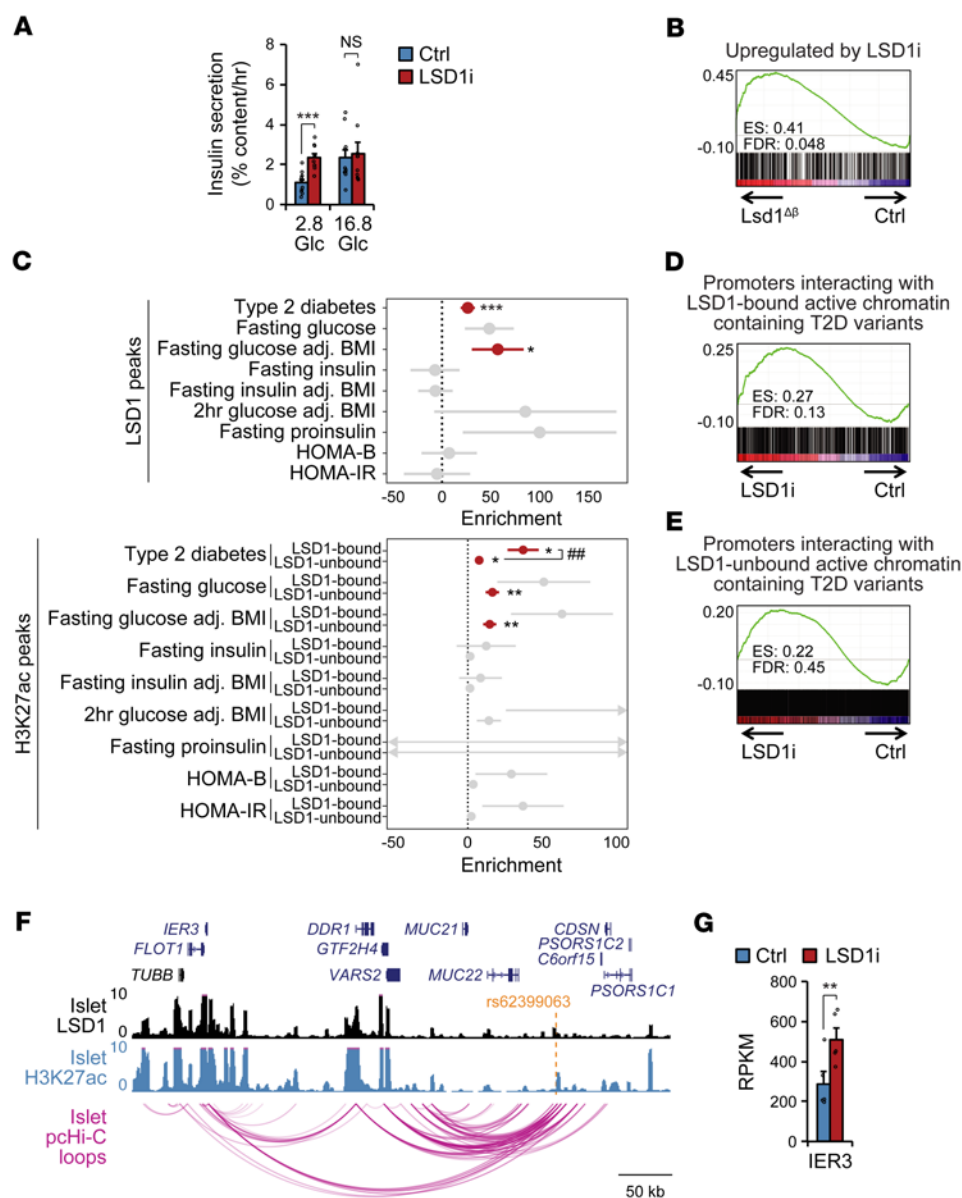 A
Insulin secretion
(% content/hr)
8
6
4
2
0
***
NS
Ctrl
LSD1i
2.8
Glc
16.8
Glc
B
Upregulated by LSD1i
0.45
-0.10
ES: 0.41
FDR: 0.048
Lsd1Δβ
Ctrl
C
LSD1 peaks
Type 2 diabetes
***
Fasting glucose
Fasting glucose adj. BMI
*
Fasting insulin
Fasting insulin adj. BMI
2hr glucose adj. BMI
Fasting proinsulin
HOMA-B
HOMA-IR
-50 0 50 100 150
Enrichment
H3K27ac peaks
Type 2 diabetes
LSD1-bound
*
LSD1-unbound
*
##
Fasting glucose
LSD1-bound
LSD1-unbound
**
Fasting glucose adj. BMI
LSD1-bound
LSD1-unbound
**
Fasting insulin
LSD1-bound
LSD1-unbound
Fasting insulin adj. BMI
LSD1-bound
LSD1-unbound
2hr glucose adj. BMI
LSD1-bound
LSD1-unbound
Fasting proinsulin
LSD1-bound
LSD1-unbound
HOMA-B
LSD1-bound
LSD1-unbound
HOMA-IR
LSD1-bound
LSD1-unbound
-50 0 50 100
Enrichment
D
Promoters interacting with
LSD1-bound active chromatin
containing T2D variants
0.25
-0.10
ES: 0.27
FDR: 0.13
LSD1i
Ctrl
E
Promoters interacting with
LSD1-unbound active chromatin
containing T2D variants
0.20
-0.10
ES: 0.22
FDR: 0.45
LSD1i
Ctrl
F
IER3 DDR1 MUC21 CDSN
FLOT1 GTF2H4 PSORS1C2
C6orf15
TUBB VARS2 MUC22
PSORS1C1
rs62399063
Islet
LSD1
10
0
Islet
H3K27ac
10
0
Islet
pcHi-C
loops
50 kb
G
Ctrl
LSD1i
RPKM
800
600
400
200
0
**
IER3